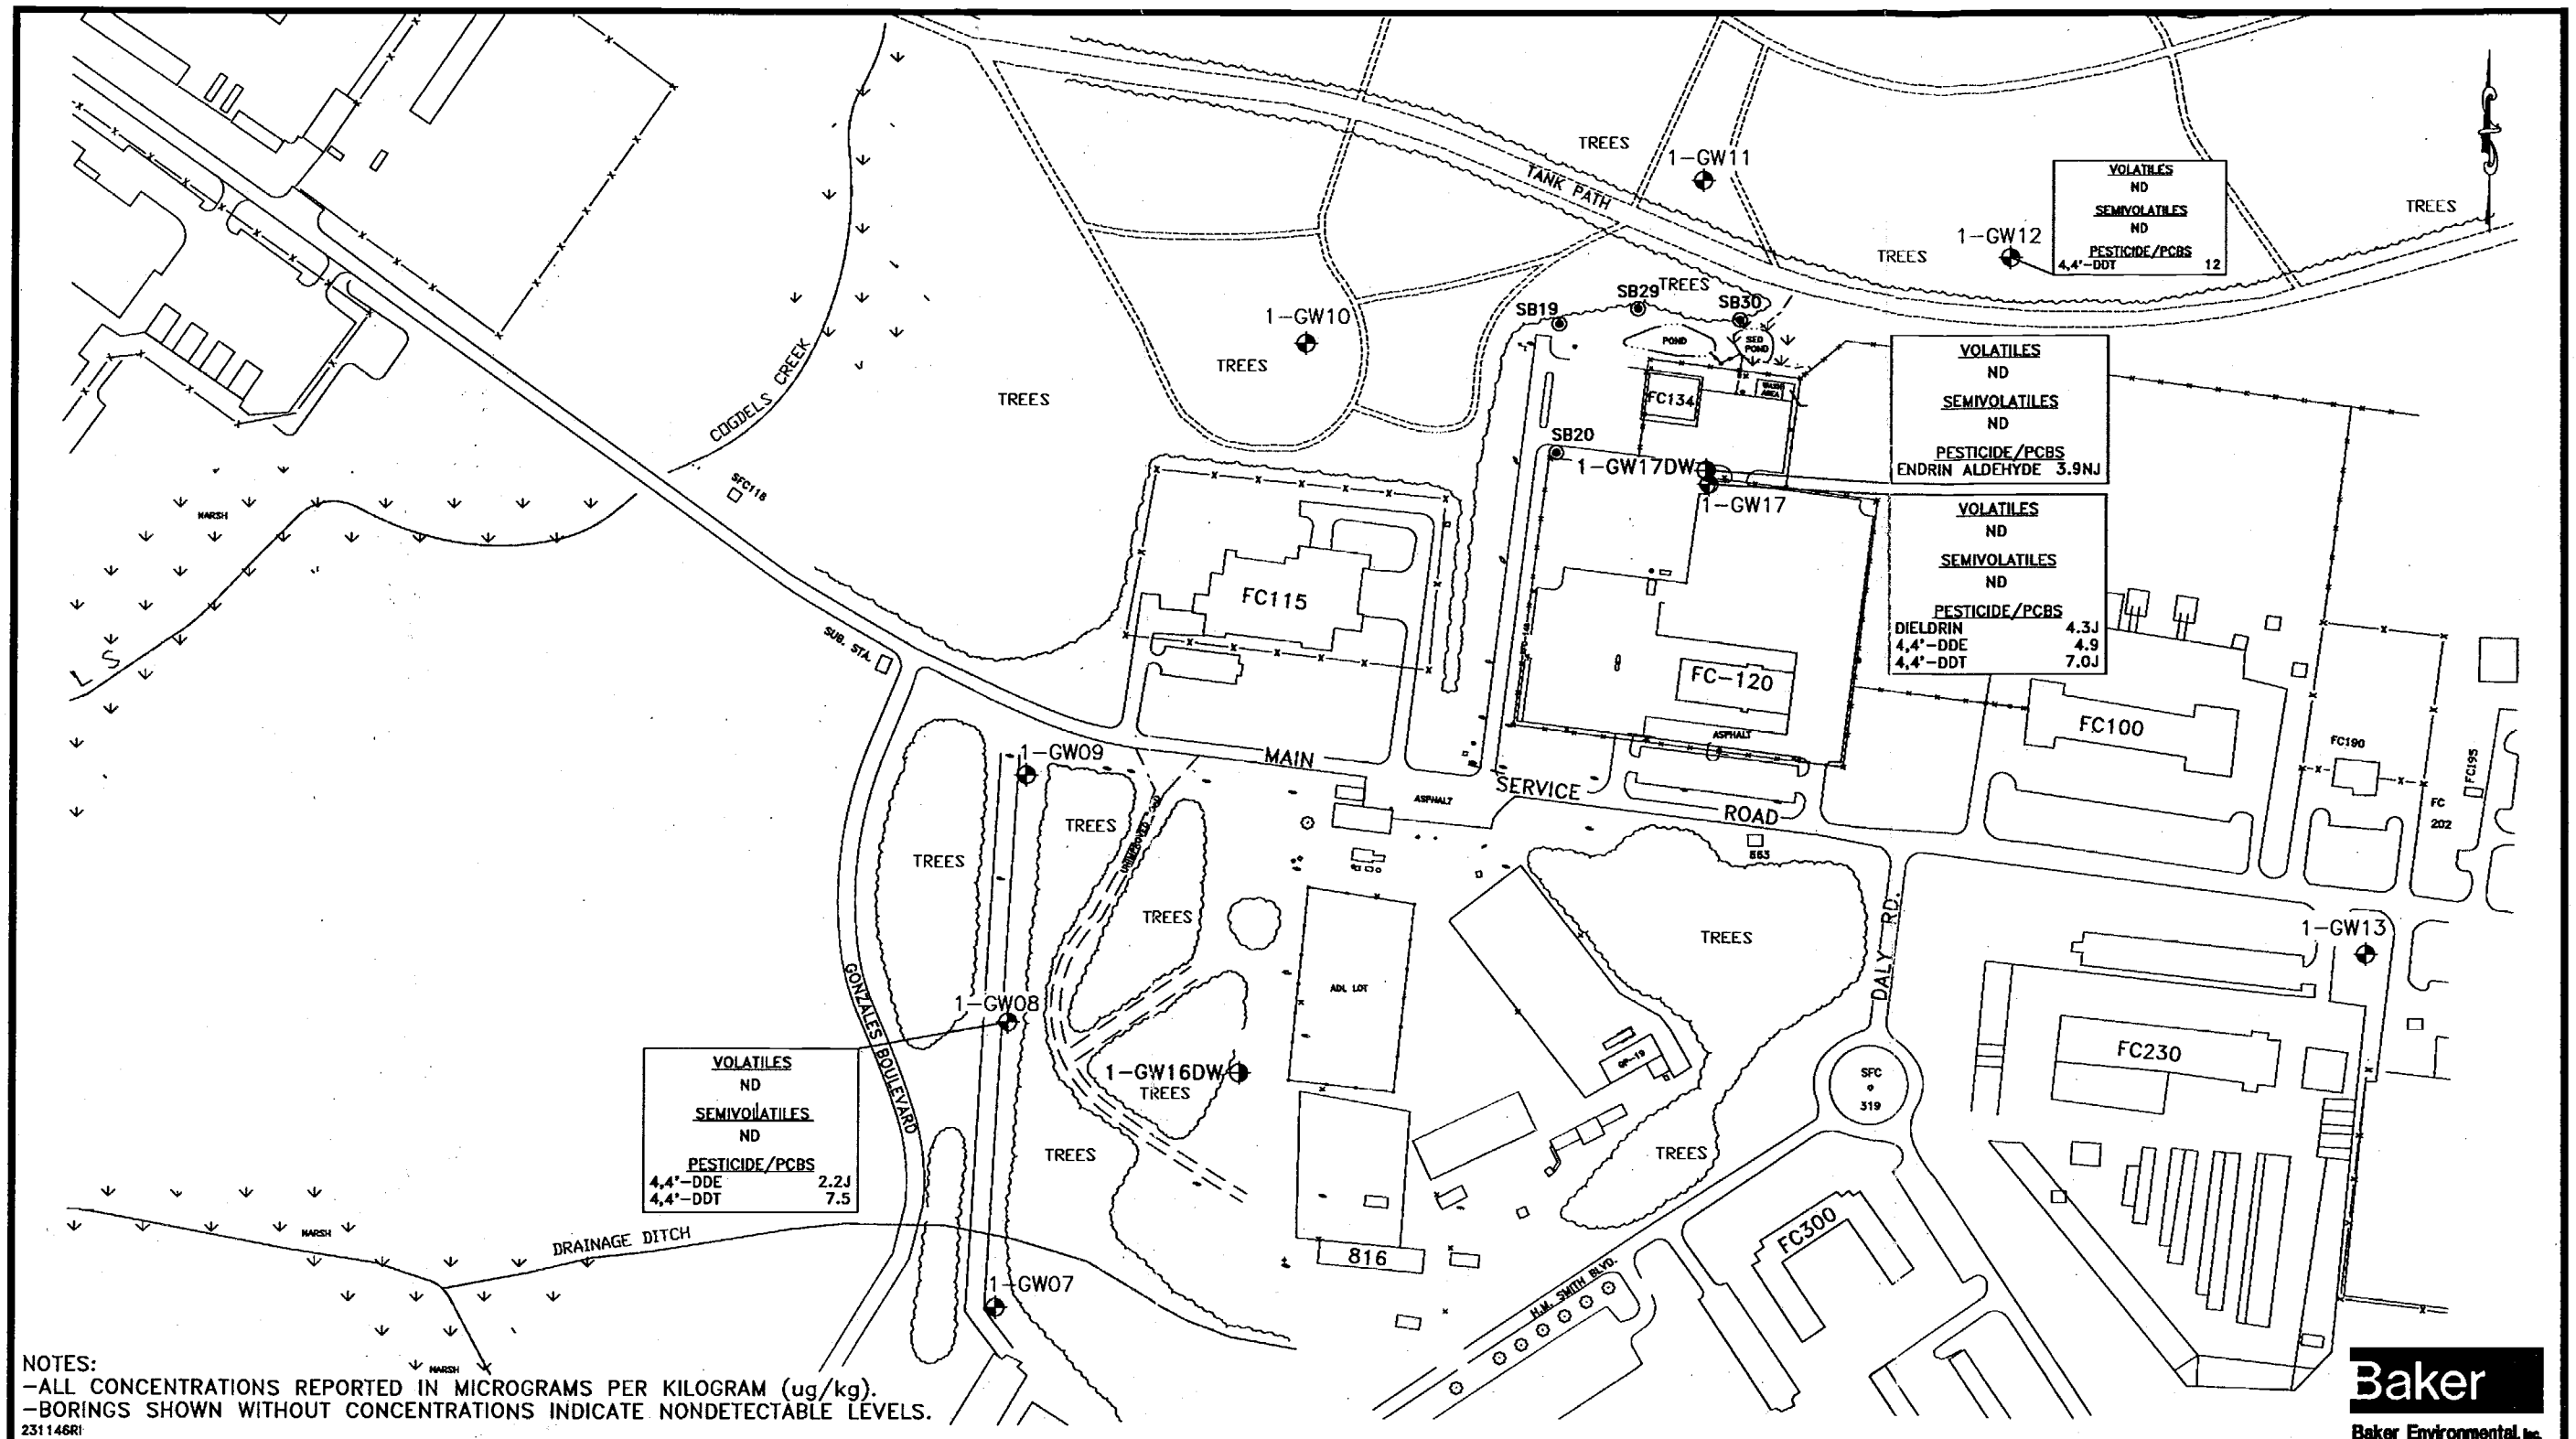 TREES
1-GW11
TANK PATH
VOLATILES
ND
SEMIVOLATILES
ND
PESTICIDE/PCBS
4,4'-DDT 12
TREES
1-GW12
TREES
SB29
TREES
SB30
SB19
1-GW10
TREES
POND
SED
POND
COGDELS CREEK
TREES
FC134
VOLATILES
ND
SEMIVOLATILES
ND
PESTICIDE/PCBS
ENDRIN ALDEHYDE 3.9NJ
SB20
1-GW17DW
1-GW17
SFC118
MARSH
VOLATILES
ND
SEMIVOLATILES
ND
PESTICIDE/PCBS
DIELDRIN 4.3J
4,4'-DDE 4.9
4,4'-DDT 7.0J
FC115
SUB. STA.
L S
FC-120
ASPHALT
FC100
FC190
FC195
FC
202
1-GW09
MAIN
SERVICE
ROAD
ASPHALT
TREES
UNIMPROVED
TREES
TREES
TREES
DALY RD.
1-GW13
GONZALES BOULEVARD
1-GW08
ADL LOT
FC230
1-GW16DW
TREES
SFC
319
VOLATILES
ND
SEMIVOLATILES
ND
PESTICIDE/PCBS
4,4'-DDE 2.2J
4,4'-DDT 7.5
TREES
TREES
MARSH
DRAINAGE DITCH
816
FC300
H.M. SMITH BLVD.
1-GW07
MARSH
NOTES:
-ALL CONCENTRATIONS REPORTED IN MICROGRAMS PER KILOGRAM (ug/kg).
-BORINGS SHOWN WITHOUT CONCENTRATIONS INDICATE NONDETECTABLE LEVELS.
231146RI
Baker
Baker Environmental, Inc.